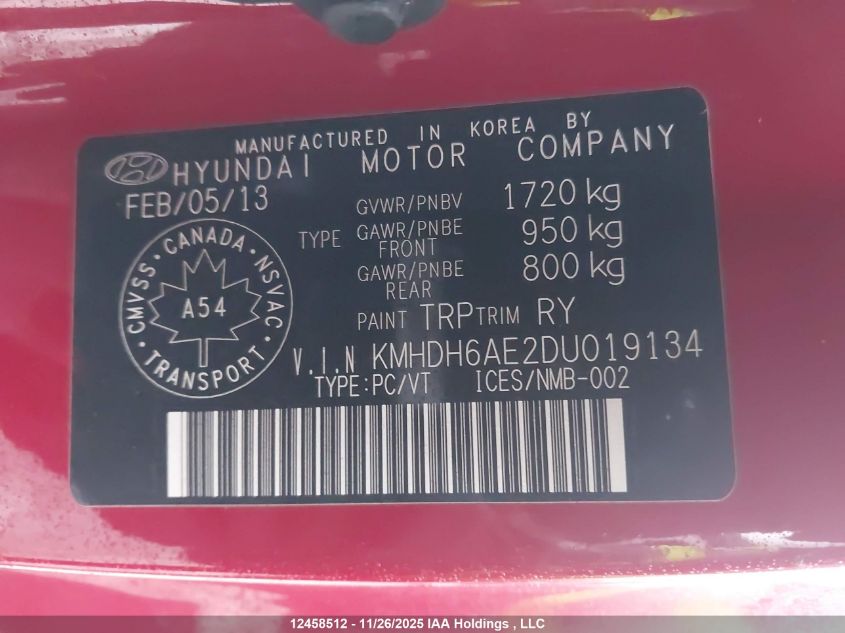 MANUFACTURED IN KOREA BY
HYUNDAI MOTOR COMPANY
FEB/05/13
GVWR/PNBV 1720 kg
TYPE GAWR/PNBE FRONT 950 kg
GAWR/PNBE REAR 800 kg
CMVSS · CANADA · NSVAC · TRANSPORT ·
A54
PAINT TRP TRIM RY
V.I.N KMHDH6AE2DU019134
TYPE:PC/VT ICES/NMB-002
12458512 - 11/26/2025 IAA Holdings , LLC